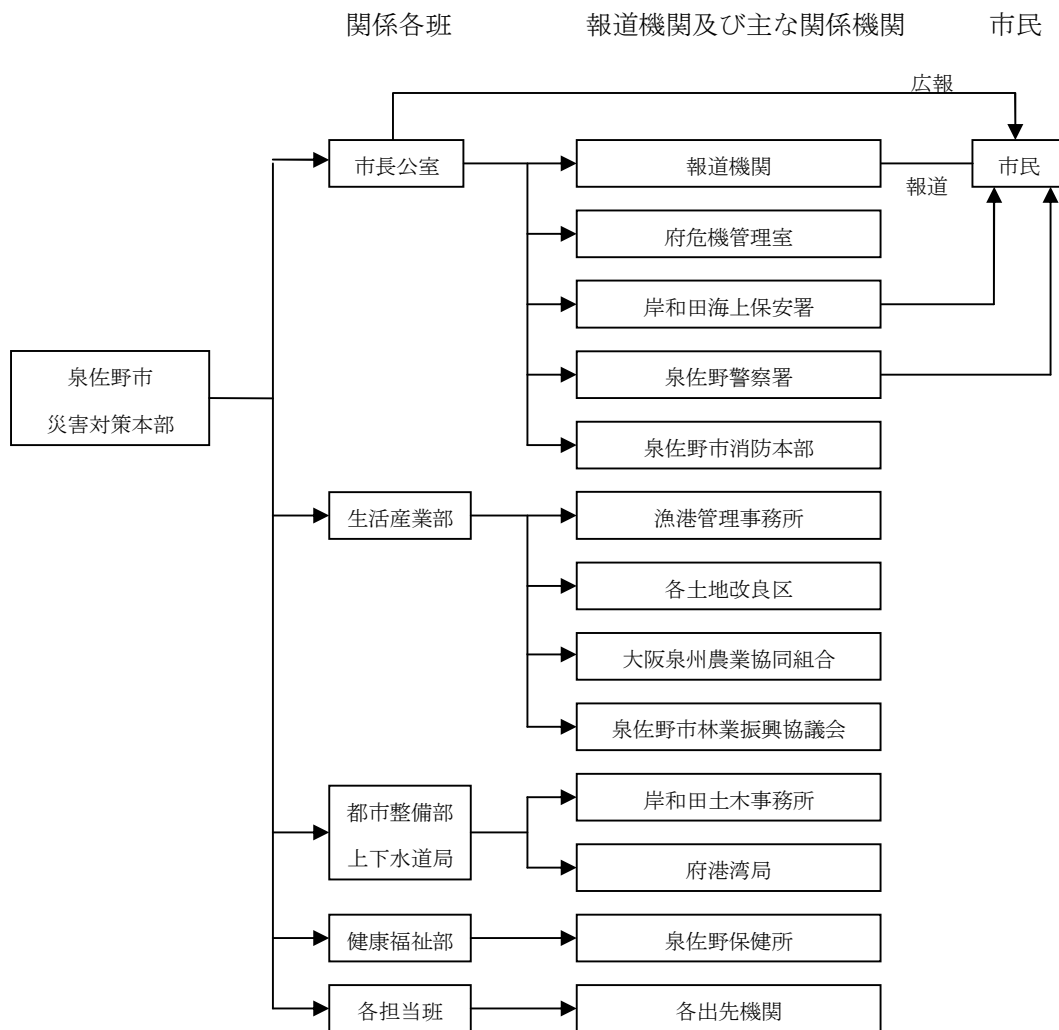 関係各班
報道機関及び主な関係機関
市民
広報
市長公室
報道機関
市民
報道
府危機管理室
岸和田海上保安署
泉佐野市
災害対策本部
泉佐野警察署
泉佐野市消防本部
生活産業部
漁港管理事務所
各土地改良区
大阪泉州農業協同組合
泉佐野市林業振興協議会
都市整備部
上下水道局
岸和田土木事務所
府港湾局
健康福祉部
泉佐野保健所
各担当班
各出先機関